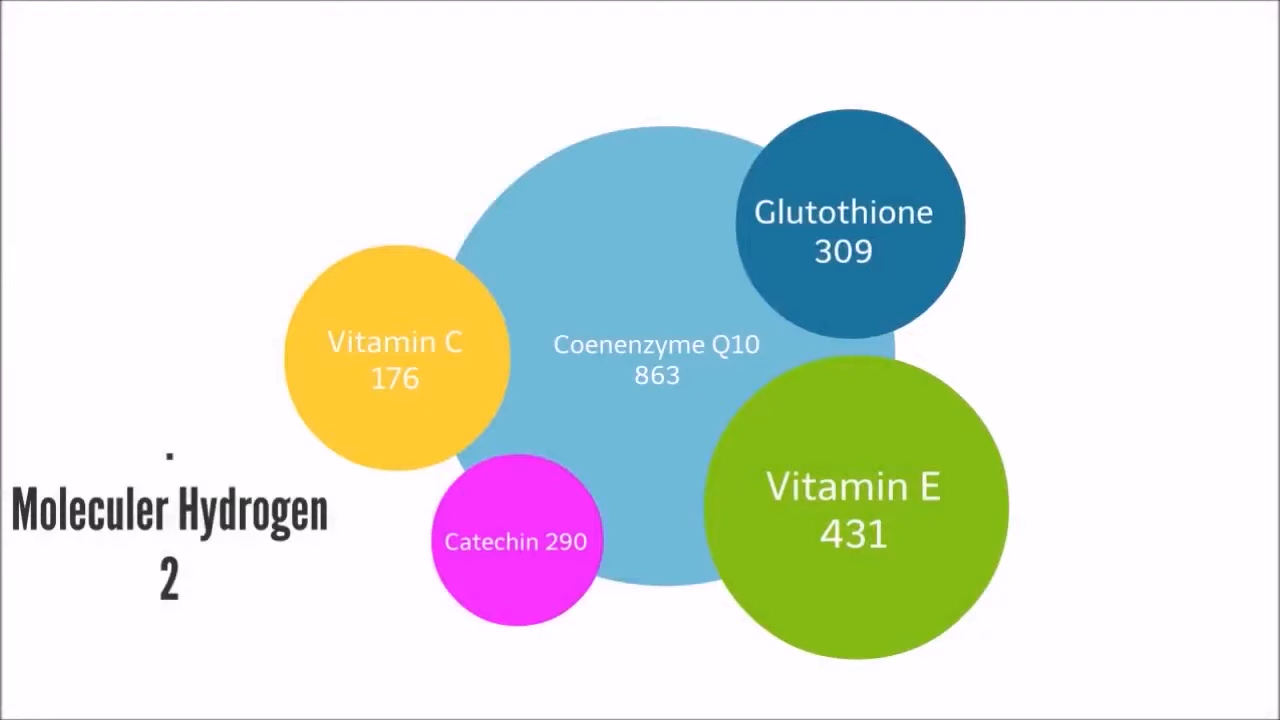 Glutothione
309
Vitamin C
176
Coenenzyme Q10
863
Vitamin E
431
Catechin 290
Moleculer Hydrogen
2